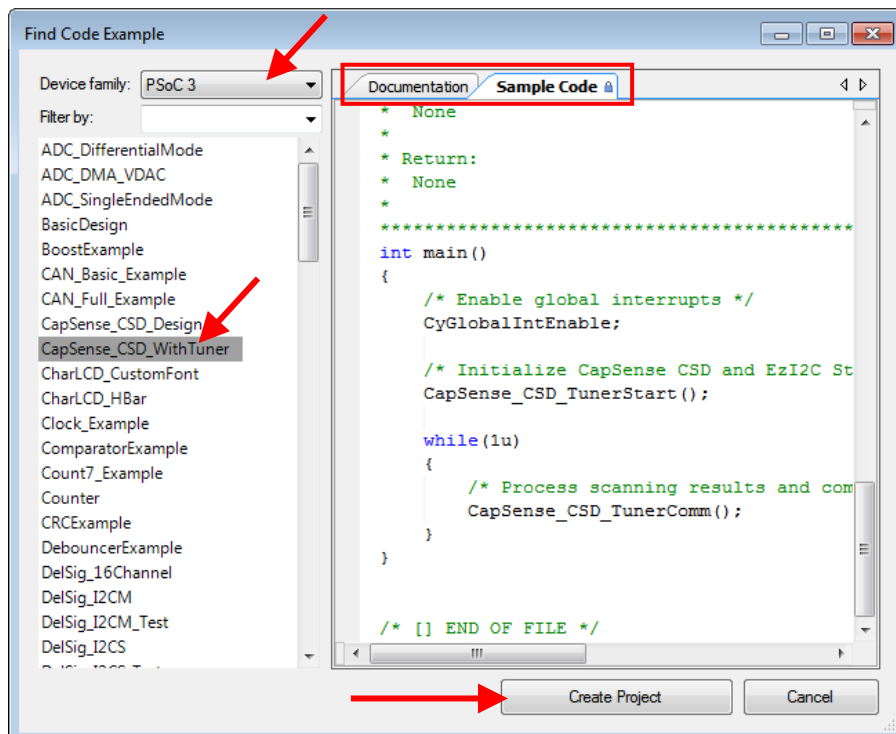 Find Code Example
Device family: PSoC 3
Filter by:
ADC_DifferentialMode
ADC_DMA_VDAC
ADC_SingleEndedMode
BasicDesign
BoostExample
CAN_Basic_Example
CAN_Full_Example
CapSense_CSD_Design
CapSense_CSD_WithTuner
CharLCD_CustomFont
CharLCD_HBar
Clock_Example
ComparatorExample
Count7_Example
Counter
CRCExample
DebouncerExample
DelSig_16Channel
DelSig_I2CM
DelSig_I2CM_Test
DelSig_I2CS
Documentation Sample Code
*  None
*
* Return:
*  None
*
*******************************************
int main()
{
/* Enable global interrupts */
CyGlobalIntEnable;
/* Initialize CapSense CSD and EzI2C St
CapSense_CSD_TunerStart();
while(1u)
{
/* Process scanning results and com
CapSense_CSD_TunerComm();
}
}
/* [] END OF FILE */
Create Project Cancel